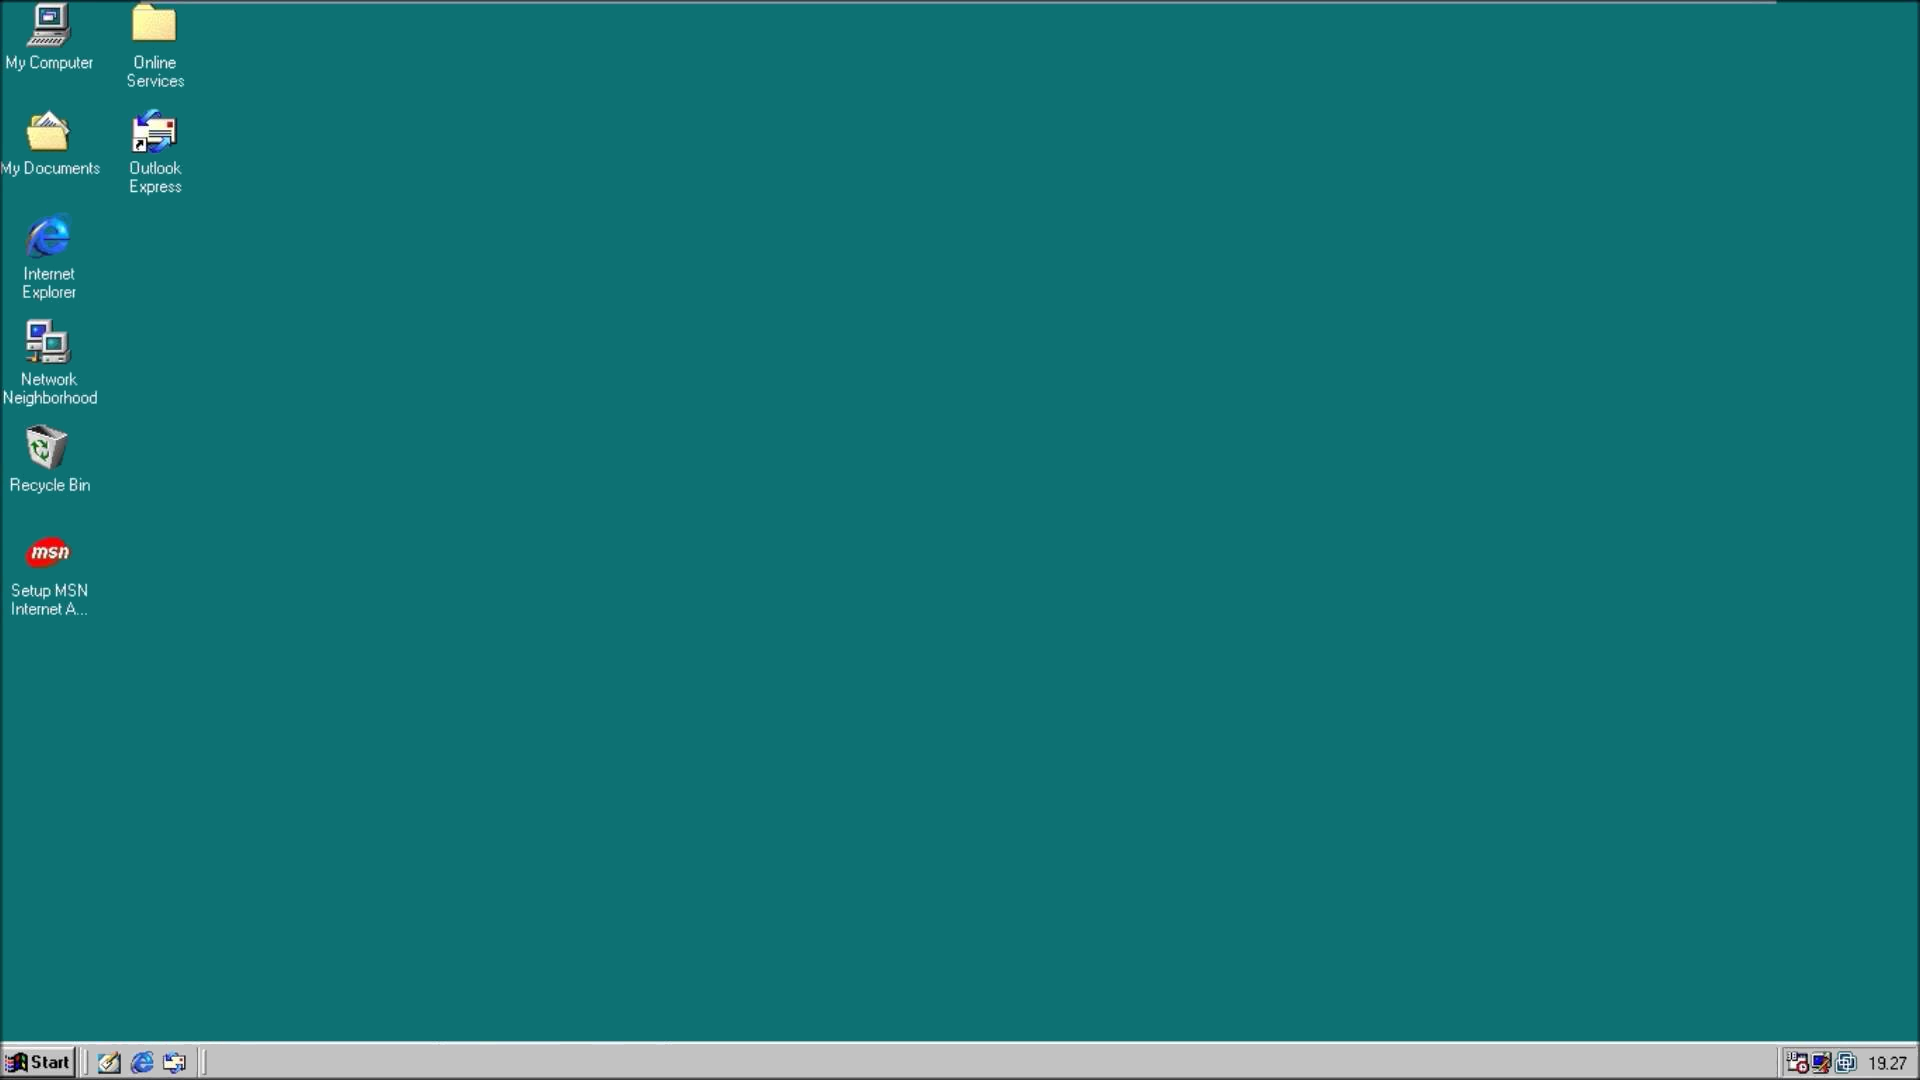 My Computer
Online
Services
My Documents
Outlook
Express
Internet
Explorer
Network
Neighborhood
Recycle Bin
msn
Setup MSN
Internet A...
Start
19.27